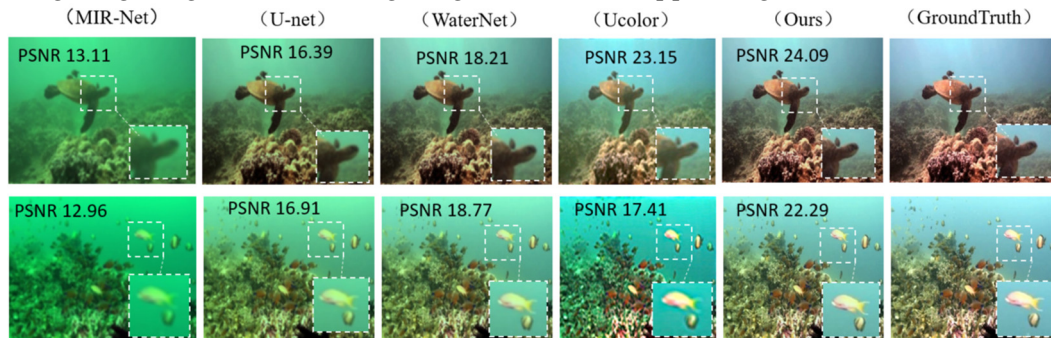 （MIR-Net） （U-net） （WaterNet） （Ucolor） （Ours） （GroundTruth）
PSNR 13.11 PSNR 16.39 PSNR 18.21 PSNR 23.15 PSNR 24.09
PSNR 12.96 PSNR 16.91 PSNR 18.77 PSNR 17.41 PSNR 22.29